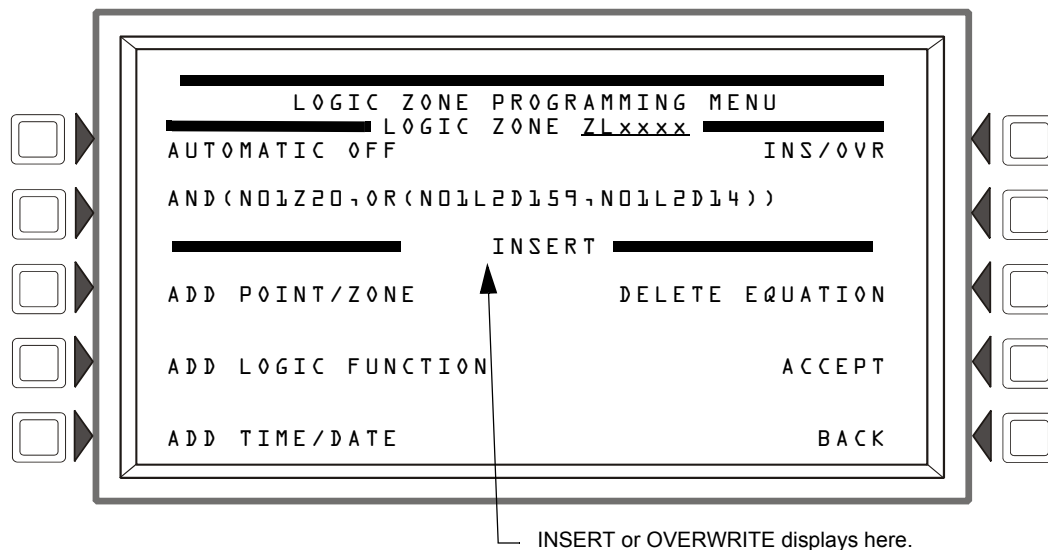 LOGIC ZONE PROGRAMMING MENU
LOGIC ZONE ZLxxxx
AUTOMATIC OFF INS/OVR
AND(N01Z20,OR(N01L2D159,N01L2D14))
INSERT
ADD POINT/ZONE DELETE EQUATION
ADD LOGIC FUNCTION ACCEPT
ADD TIME/DATE BACK
INSERT or OVERWRITE displays here.